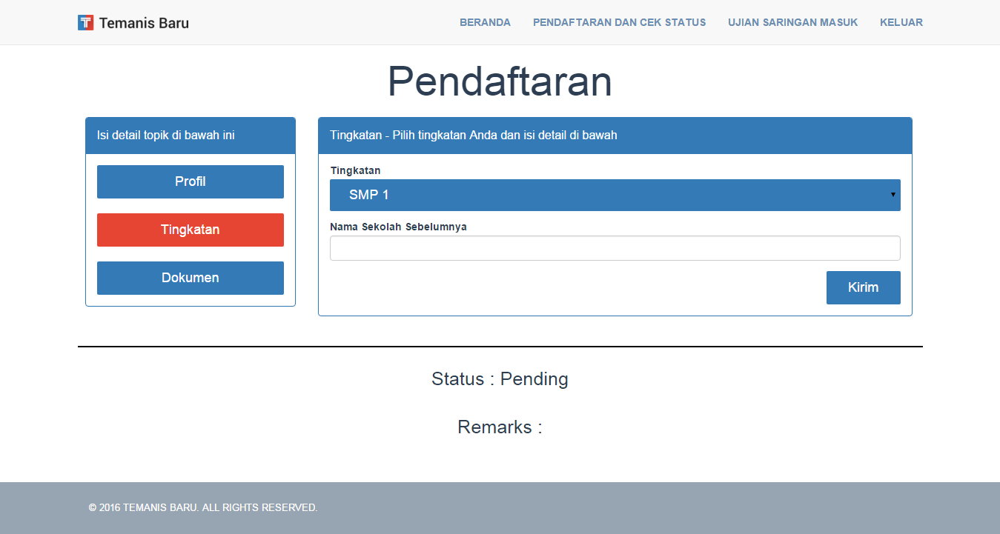 Temanis Baru
BERANDA
PENDAFTARAN DAN CEK STATUS
UJIAN SARINGAN MASUK
KELUAR
Pendaftaran
Isi detail topik di bawah ini
Profil
Tingkatan
Dokumen
Tingkatan - Pilih tingkatan Anda dan isi detail di bawah
Tingkatan
SMP 1
Nama Sekolah Sebelumnya
Kirim
Status : Pending
Remarks :
© 2016 TEMANIS BARU. ALL RIGHTS RESERVED.